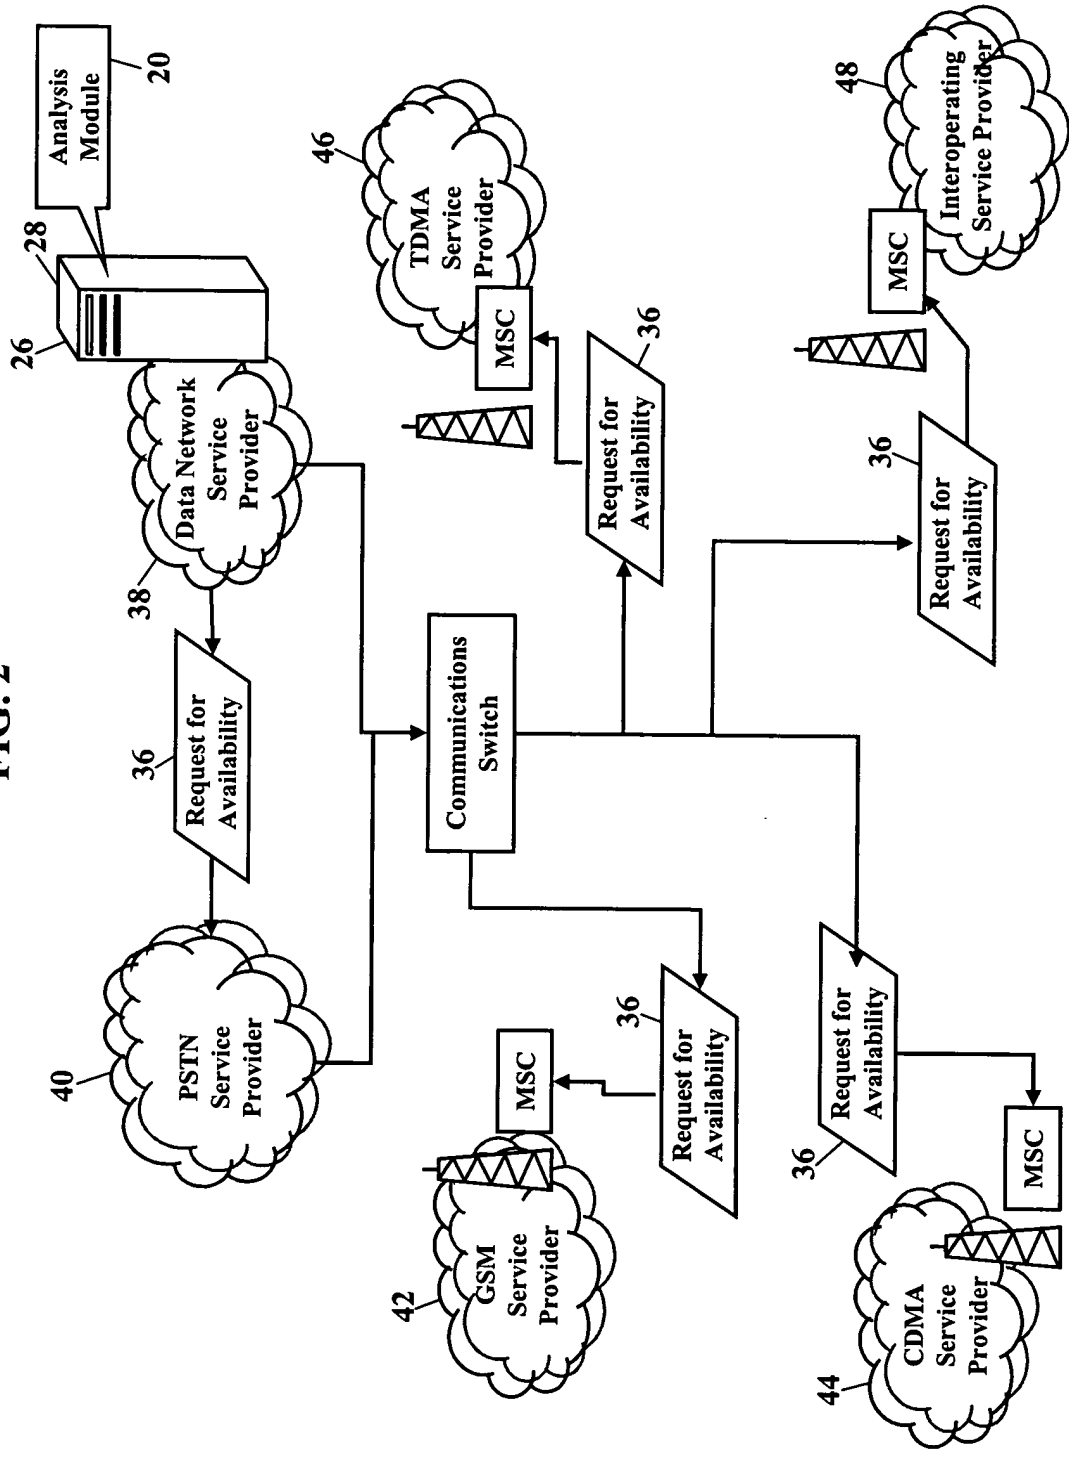 FIG. 2
Analysis
Module
20
28
26
Data Network
Service
Provider
38
36
Request for
Availability
PSTN
Service
Provider
40
Communications
Switch
TDMA
Service
Provider
46
MSC
36
Request for
Availability
Interoperating
Service Provider
48
MSC
36
Request for
Availability
GSM
Service
Provider
42
MSC
36
Request for
Availability
CDMA
Service
Provider
44
MSC
36
Request for
Availability